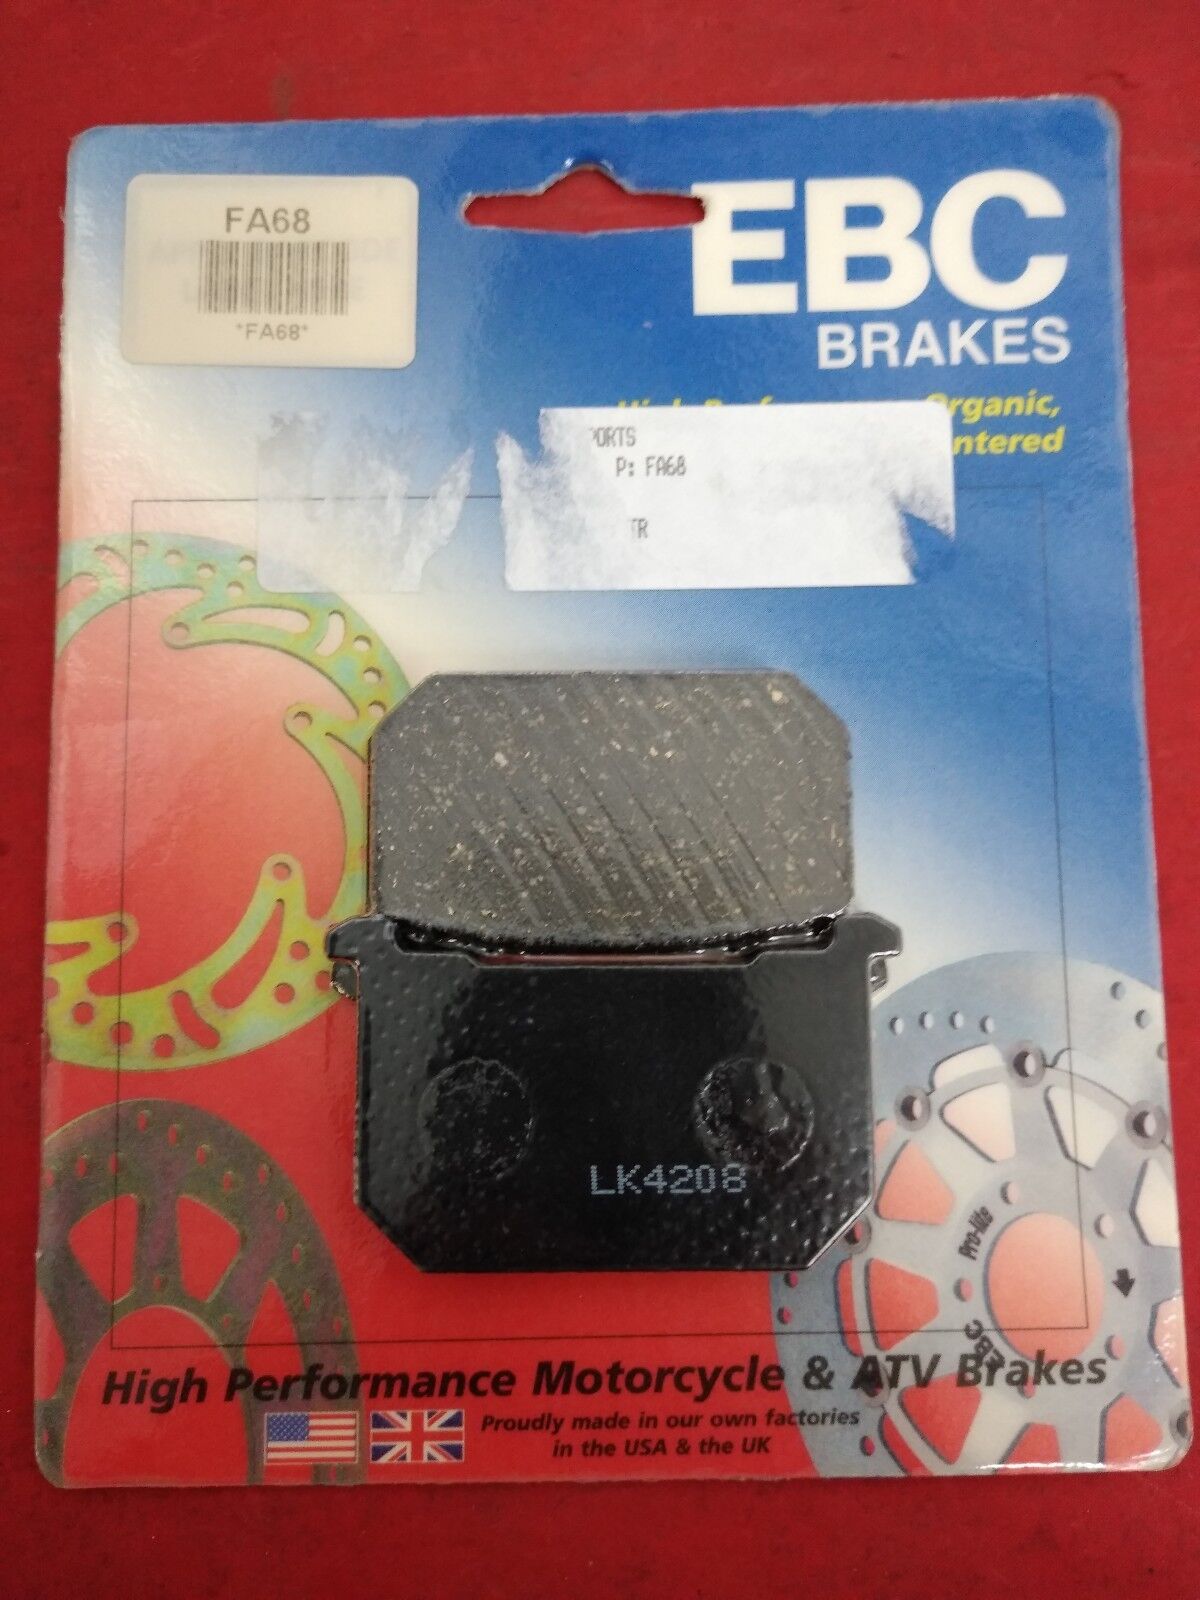 FA68
*FA68*
EBC
BRAKES
Organic,
PORTS
P: FA68
TR
LK4208
Pro-lite
EBC
High Performance Motorcycle & ATV Brakes
Proudly made in our own factories
in the USA & the UK